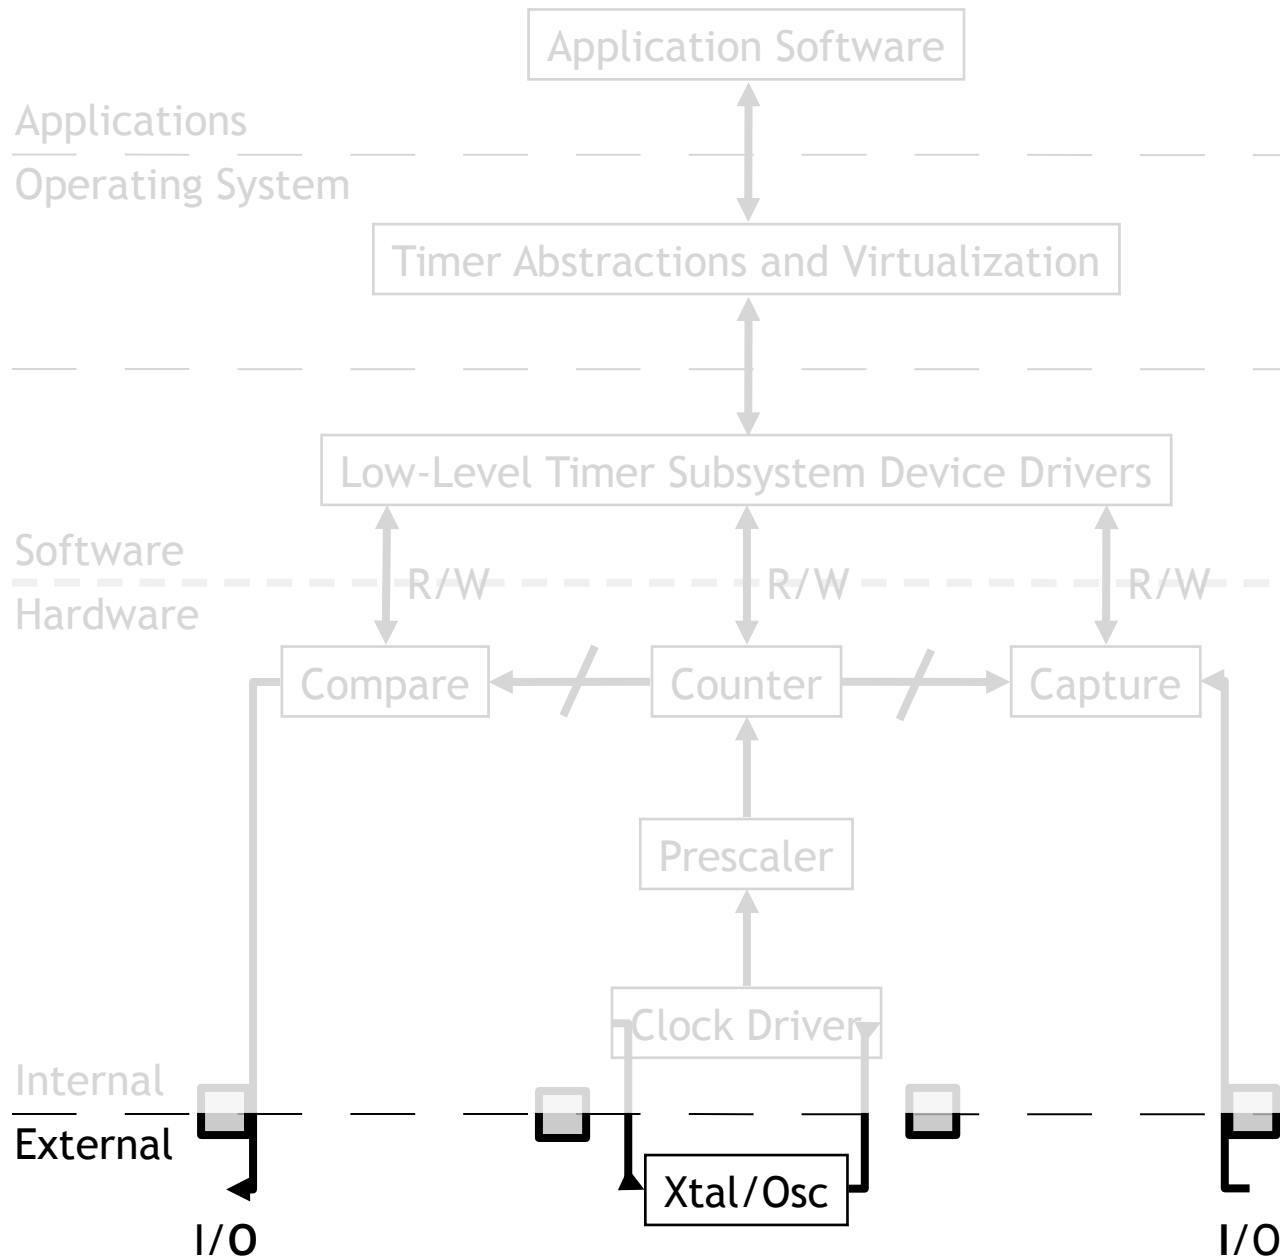 Application Software
Applications
Operating System
Timer Abstractions and Virtualization
Low-Level Timer Subsystem Device Drivers
Software
R/W R/W R/W
Hardware
Compare Counter Capture
Prescaler
Clock Driver
Internal
External
Xtal/Osc
I/O I/O